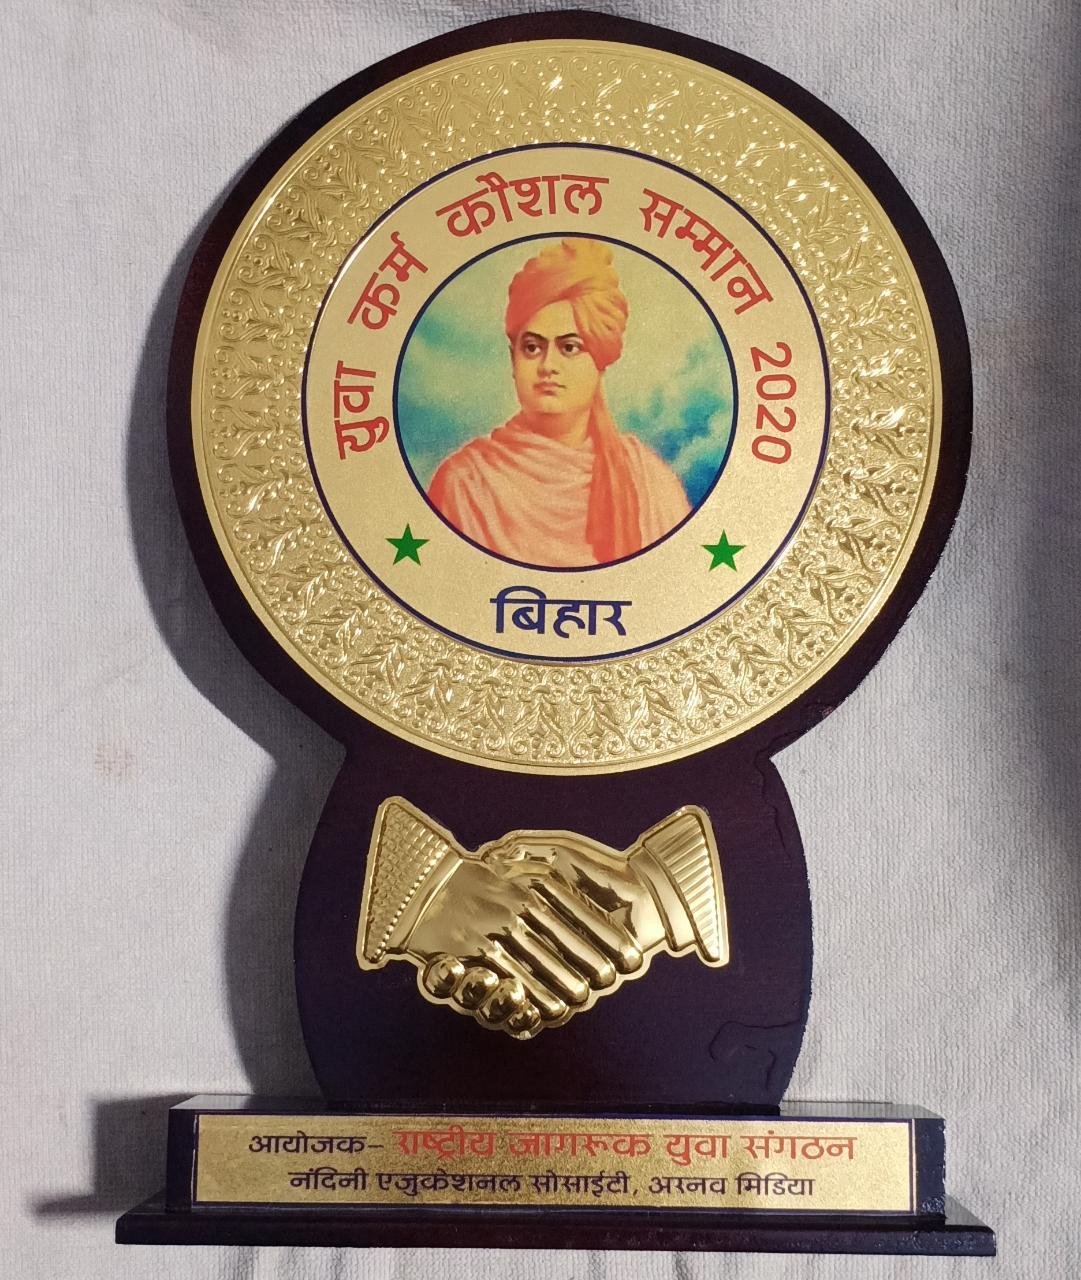 युवा कर्म कौशल सम्मान 2020
बिहार
आयोजक– राष्ट्रीय जागरूक युवा संगठन
नंदिनी एजुकेशनल सोसाईटी, अरनव मिडिया